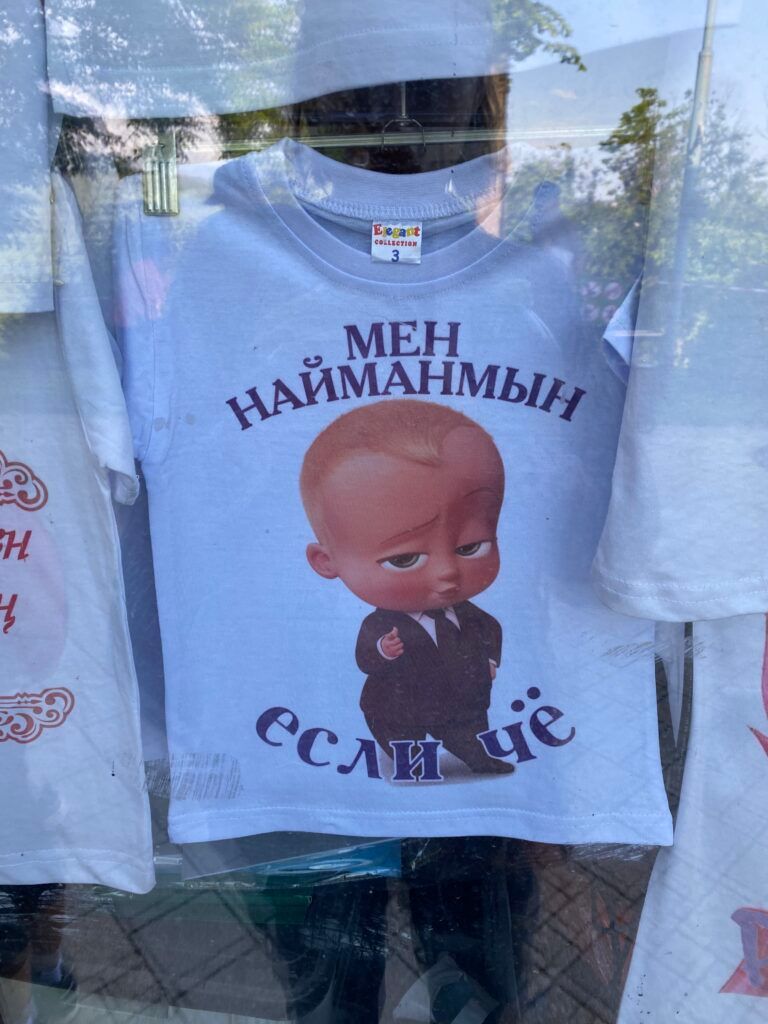 Elegant
COLLECTION
3
МЕН
НАЙМАНМЫН
если чё